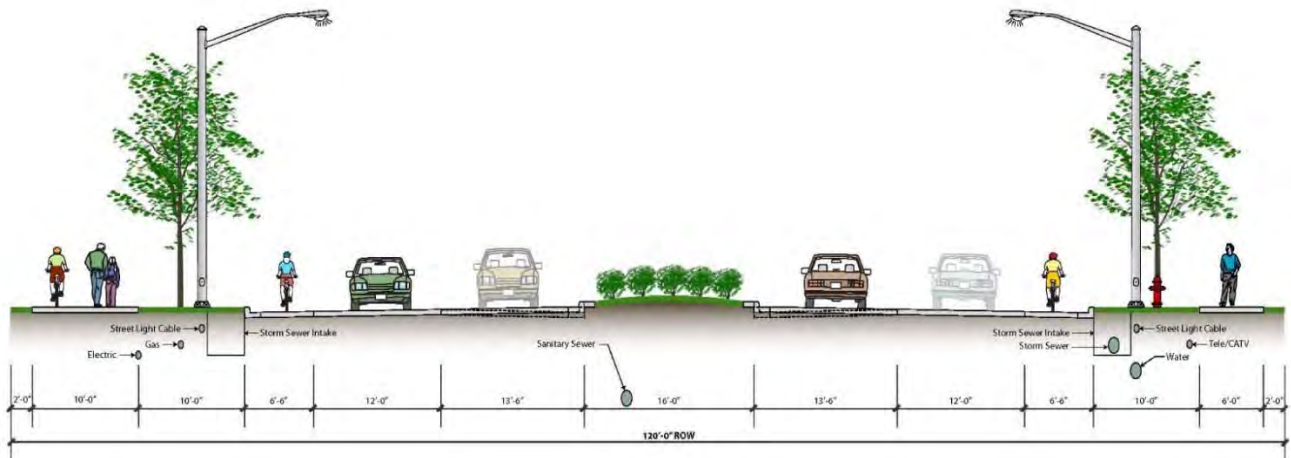 Street Light Cable
Gas
Electric
Storm Sewer Intake
Sanitary Sewer
Storm Sewer Intake
Storm Sewer
Street Light Cable
Tele/CATV
Water
2'-0"
10'-0"
10'-0"
6'-6"
12'-0"
13'-6"
16'-0"
13'-6"
12'-0"
6'-6"
10'-0"
6'-0"
2'-0"
120'-0" ROW